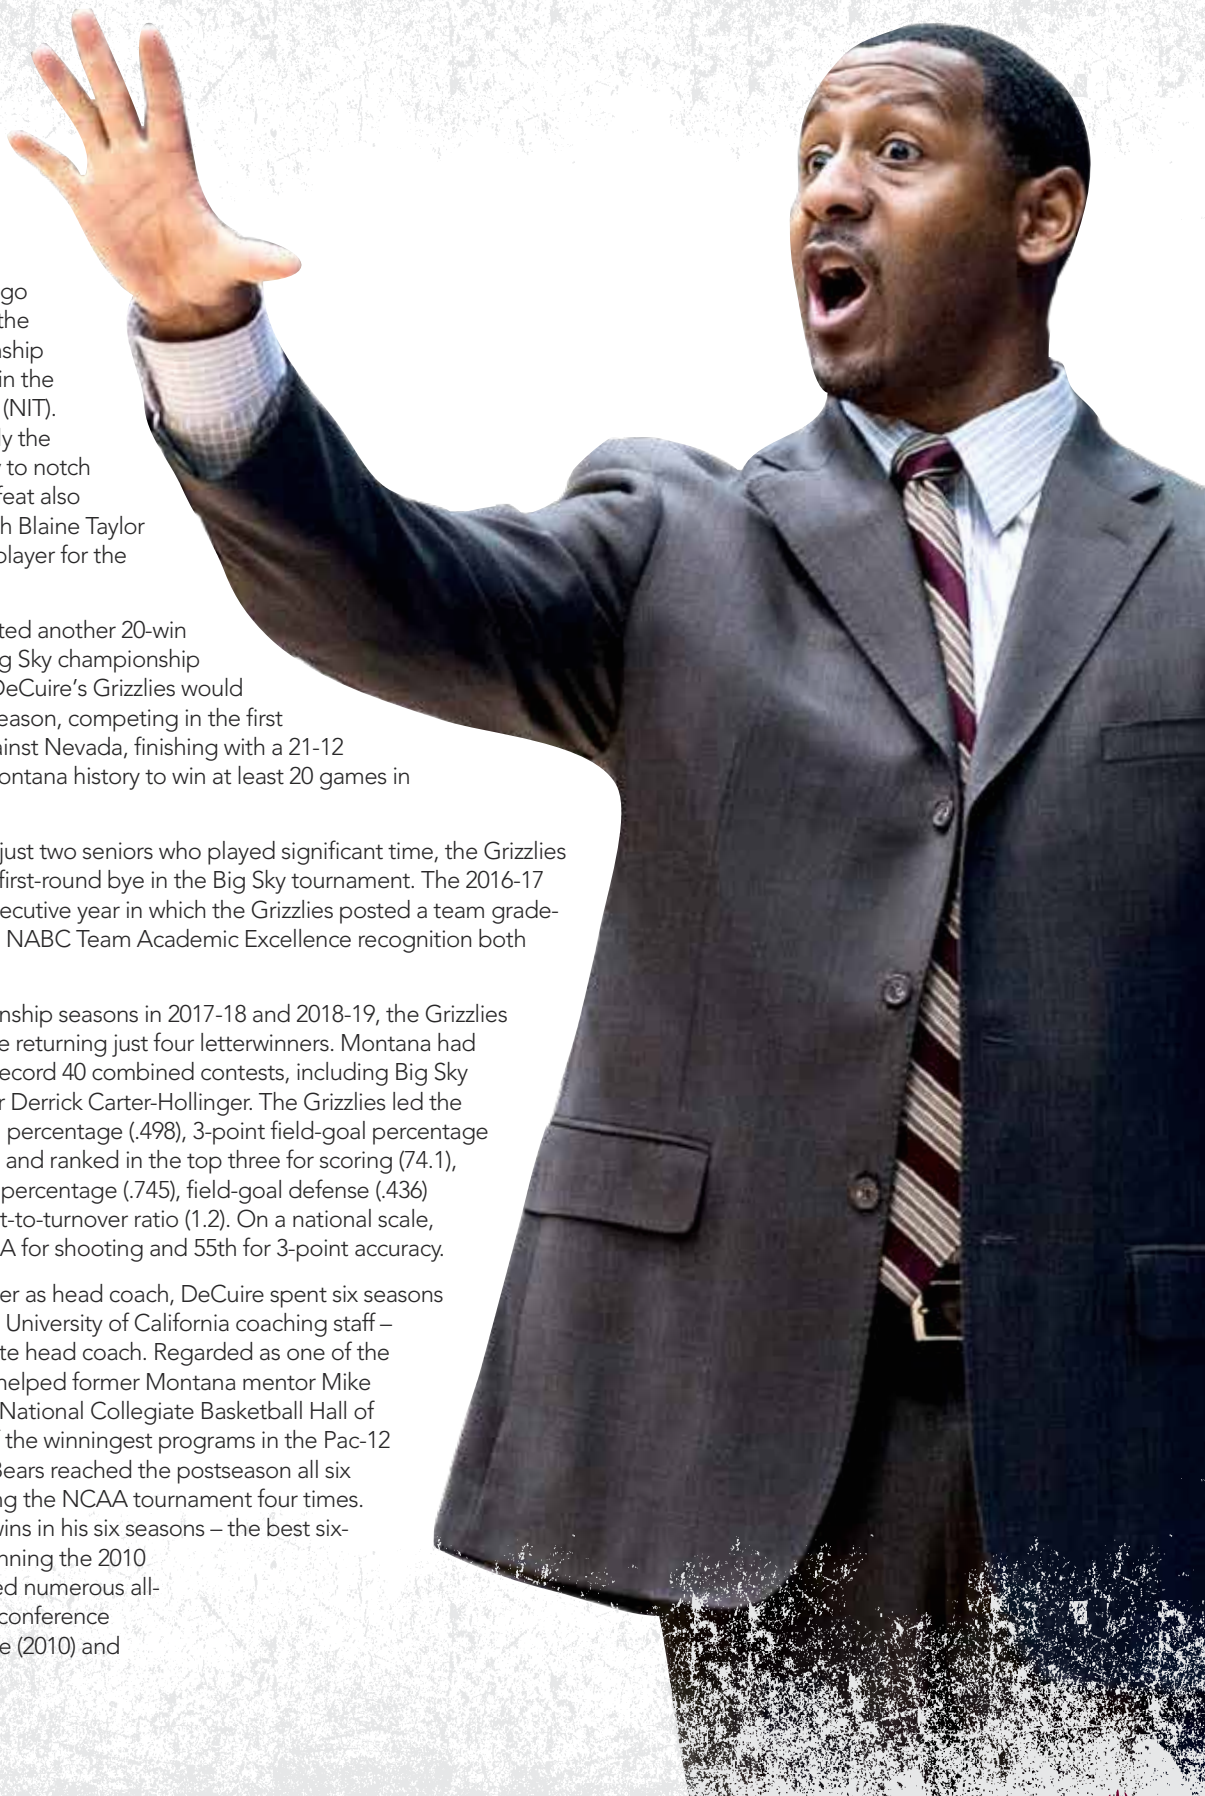 go
the
ship
in the
(NIT).
the
to notch
feat also
h Blaine Taylor
player for the
ted another 20-win
g Sky championship
DeCuire’s Grizzlies would
eason, competing in the first
ainst Nevada, finishing with a 21-12
ontana history to win at least 20 games in
just two seniors who played significant time, the Grizzlies
first-round bye in the Big Sky tournament. The 2016-17
ecutive year in which the Grizzlies posted a team grade-
NABC Team Academic Excellence recognition both
nship seasons in 2017-18 and 2018-19, the Grizzlies
e returning just four letterwinners. Montana had
record 40 combined contests, including Big Sky
r Derrick Carter-Hollinger. The Grizzlies led the
percentage (.498), 3-point field-goal percentage
and ranked in the top three for scoring (74.1),
percentage (.745), field-goal defense (.436)
t-to-turnover ratio (1.2). On a national scale,
A for shooting and 55th for 3-point accuracy.
er as head coach, DeCuire spent six seasons
University of California coaching staff –
te head coach. Regarded as one of the
helped former Montana mentor Mike
National Collegiate Basketball Hall of
the winningest programs in the Pac-12
Bears reached the postseason all six
ng the NCAA tournament four times.
wins in his six seasons – the best six-
nning the 2010
ed numerous all-
conference
e (2010) and